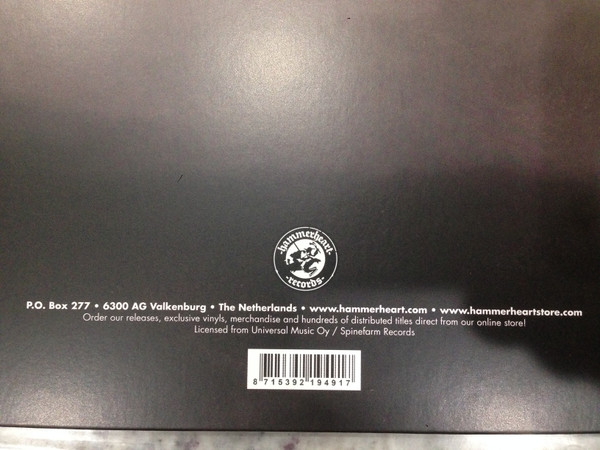 hammerheart
records
P.O. Box 277 • 6300 AG Valkenburg • The Netherlands • www.hammerheart.com • www.hammerheartstore.com
Order our releases, exclusive vinyls, merchandise and hundreds of distributed titles direct from our online store!
Licensed from Universal Music Oy / Spinefarm Records
8 715392 194917